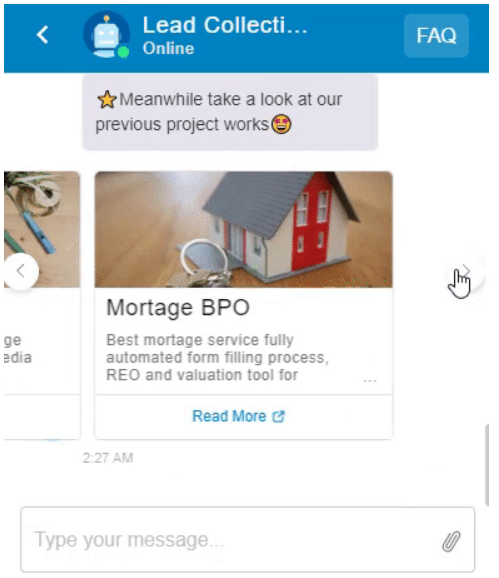 Lead Collecti...
Online
FAQ
⭐Meanwhile take a look at our
previous project works🤩
ge
edia
Mortage BPO
Best mortage service fully
automated form filling process,
REO and valuation tool for
...
Read More
2:27 AM
Type your message...